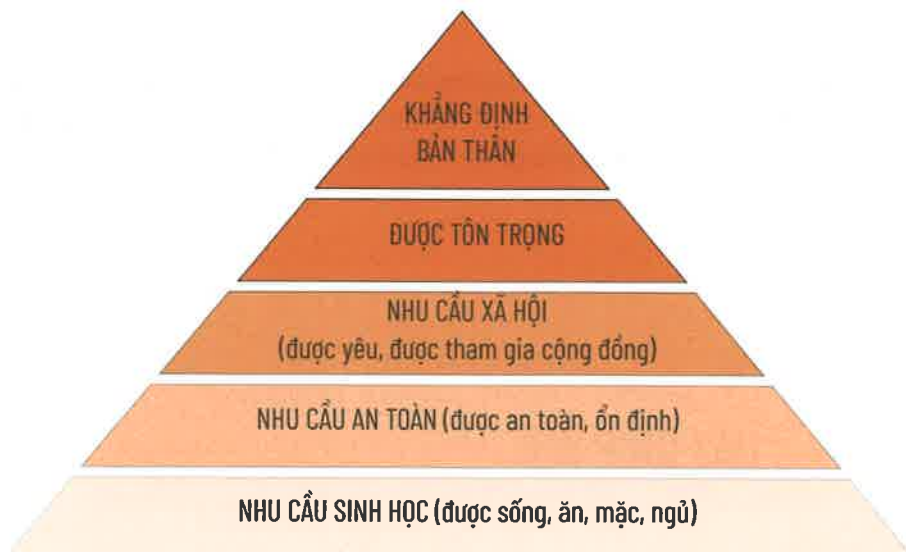 KHẲNG ĐỊNH
BẢN THÂN
ĐƯỢC TÔN TRỌNG
NHU CẦU XÃ HỘI
(được yêu, được tham gia cộng đồng)
NHU CẦU AN TOÀN (được an toàn, ổn định)
NHU CẦU SINH HỌC (được sống, ăn, mặc, ngủ)